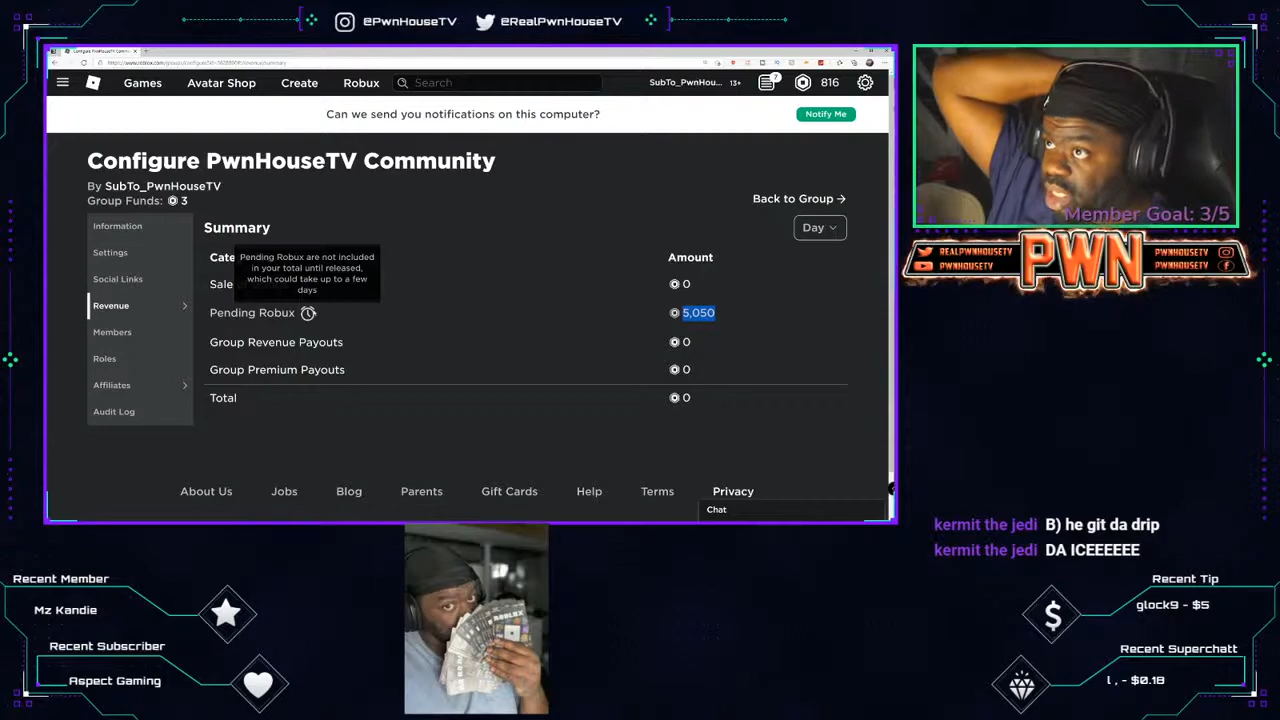 @PwnHouseTV
@RealPwnHouseTV
Games
Avatar Shop
Create
Robux
Search
SubTo_PwnHou...
13+
7
816
Can we send you notifications on this computer?
Notify Me
Configure PwnHouseTV Community
By SubTo_PwnHouseTV
Group Funds: 3
Back to Group
Information
Settings
Social Links
Revenue
Members
Roles
Affiliates
Audit Log
Summary
Day
Cate
Amount
Pending Robux are not included
in your total until released,
which could take up to a few
days
Sale
0
Pending Robux
5,050
Group Revenue Payouts
0
Group Premium Payouts
0
Total
0
About Us
Jobs
Blog
Parents
Gift Cards
Help
Terms
Privacy
Chat
Member Goal: 3/5
REALPWNHOUSETV
PWNHOUSETV
PWN
PWNHOUSETV
PWNHOUSETV
kermit the jedi B) he git da drip
kermit the jedi DA ICEEEEEE
Recent Member
Mz Kandie
Recent Subscriber
Aspect Gaming
Recent Tip
glock9 - $5
Recent Superchatt
l , - $0.18